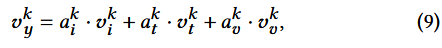 v_y^k = a_i^k · v_i^k + a_t^k · v_t^k + a_v^k · v_v^k, (9)